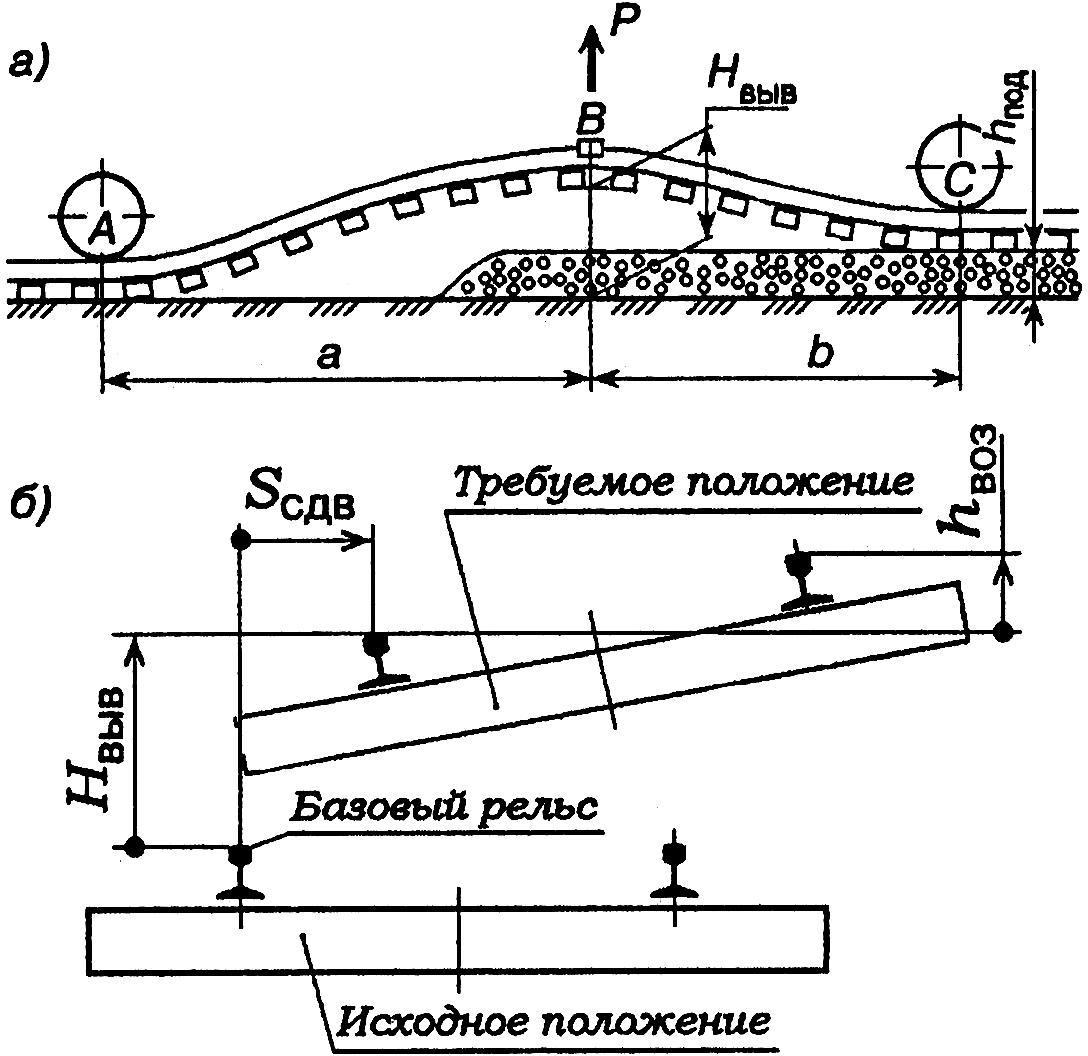 а)
P
Hвыв
hпод
B
A
C
a
b
б)
Sсдв
Требуемое положение
hвоз
Hвыв
Базовый рельс
Исходное положение